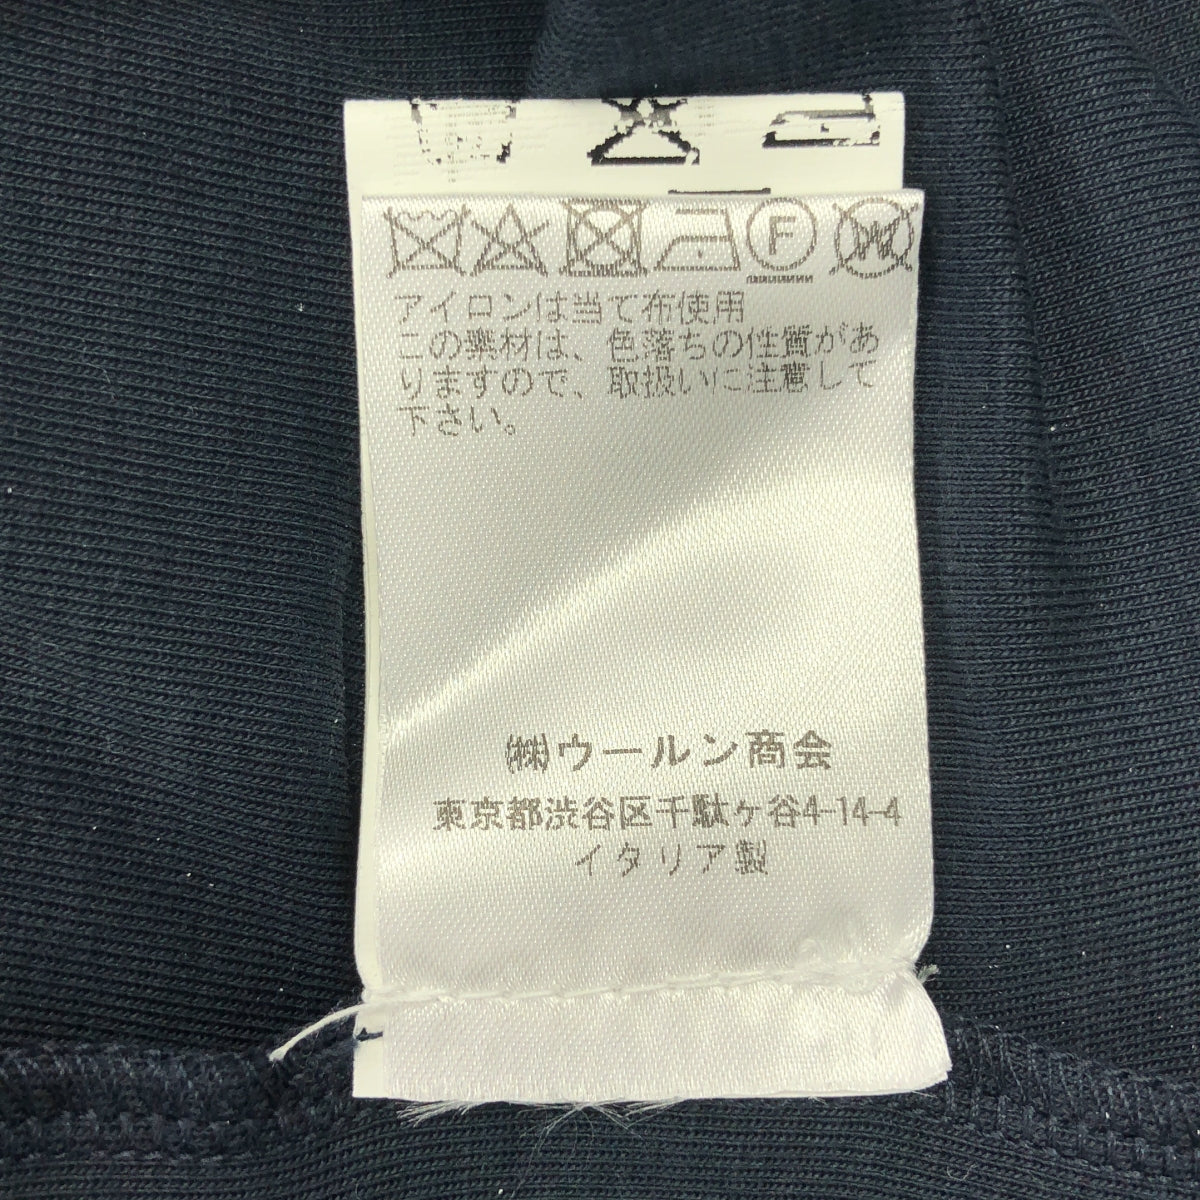 F
W
アイロンは当て布使用
この素材は、色落ちの性質があ
りますので、取扱いに注意して
下さい。
(株)ウールン商会
東京都渋谷区千駄ヶ谷4-14-4
イタリア製